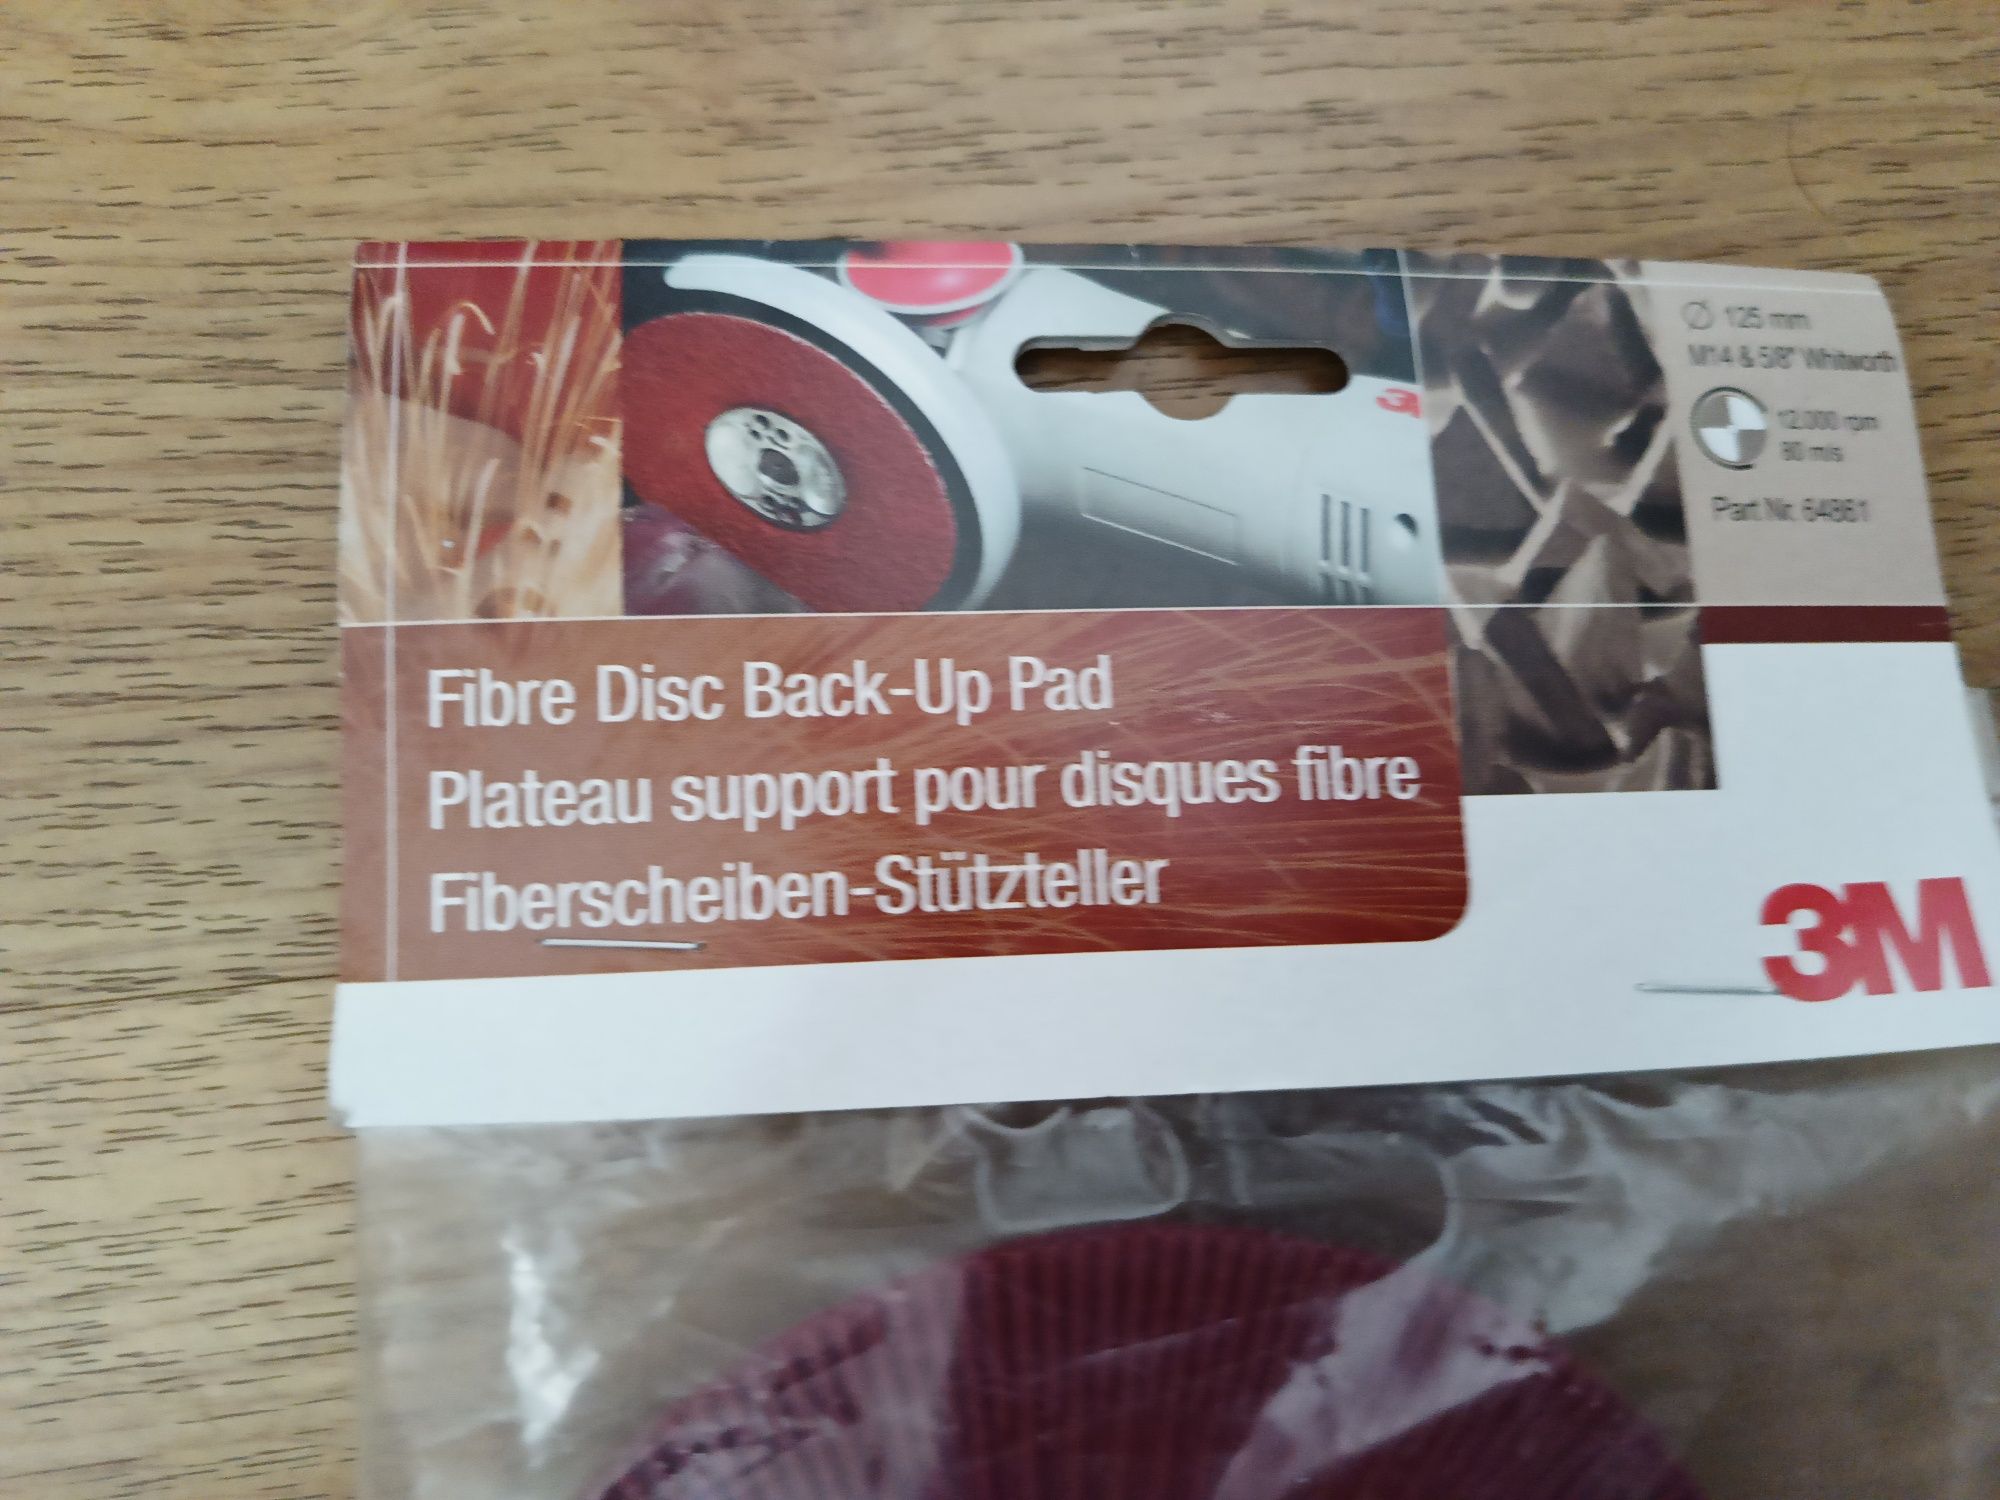 Ø 125 mm
M14 & 5/8" Whitworth
12.000 rpm
80 m/s
Part Nr. 64861
Fibre Disc Back-Up Pad
Plateau support pour disques fibre
Fiberscheiben-Stützteller
3M